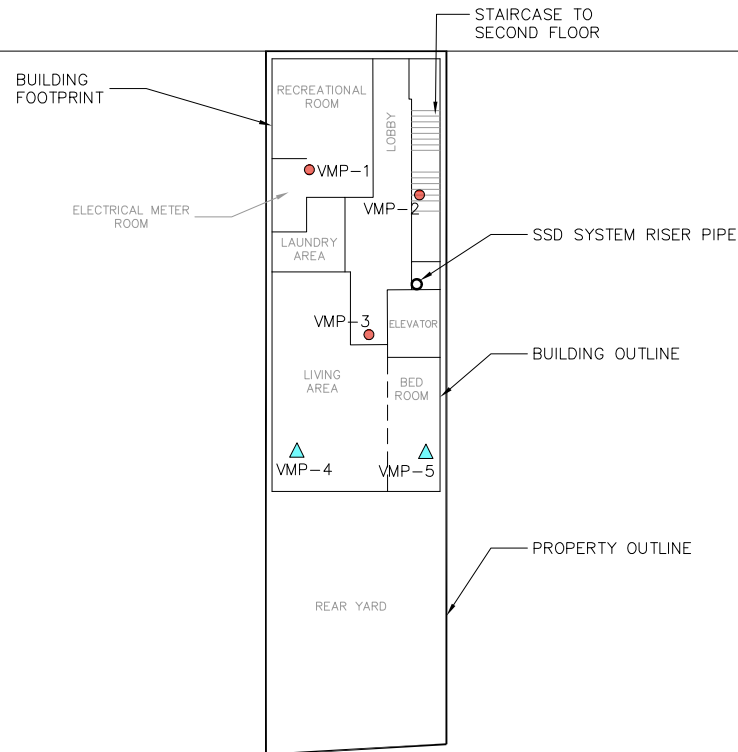 STAIRCASE TO
SECOND FLOOR
BUILDING
FOOTPRINT
RECREATIONAL
ROOM
LOBBY
VMP-1
VMP-2
ELECTRICAL METER
ROOM
LAUNDRY
AREA
SSD SYSTEM RISER PIPE
VMP-3
ELEVATOR
BUILDING OUTLINE
LIVING
AREA
BED
ROOM
VMP-4
VMP-5
PROPERTY OUTLINE
REAR YARD